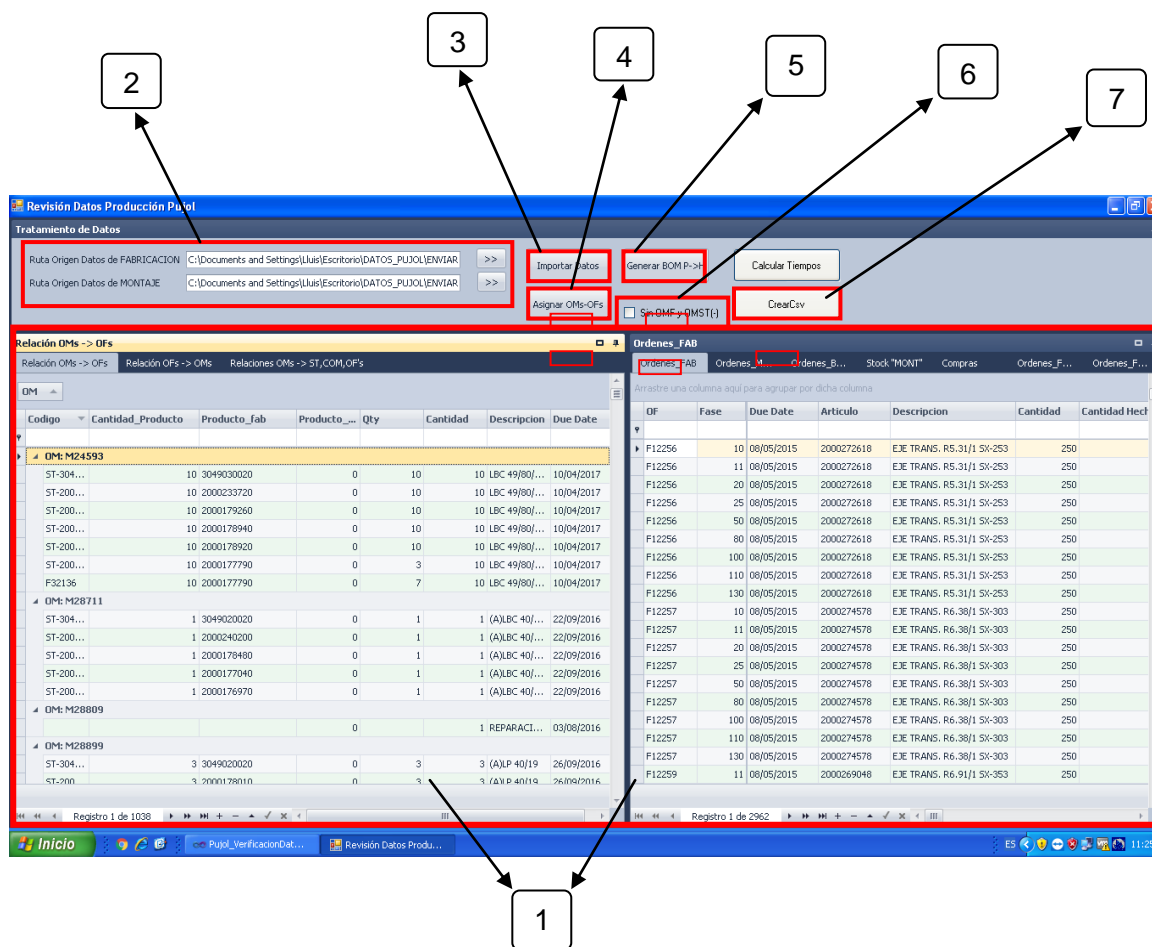 3
4
5
2
6
7
Revisión Datos Producción Pujol
Tratamiento de Datos
Ruta Origen Datos de FABRICACION C:\Documents and Settings\Lluis\Escritorio\DATOS_PUJOL\ENVIAR >>
Ruta Origen Datos de MONTAJE C:\Documents and Settings\Lluis\Escritorio\DATOS_PUJOL\ENVIAR >>
Importar Datos Generar BOM P->H Calcular Tiempos
Asignar OMs-OFs Sin OMF y OMST(-) CrearCsv
Relación OMs -> OFs
Relación OMs -> OFs Relación OFs -> OMs Relaciones OMs -> ST,COM,OF's
OM
Codigo Cantidad_Producto Producto_fab Producto_... Qty Cantidad Descripcion Due Date
OM: M24593
ST-304... 10 3049030020 0 10 10 LBC 49/80/... 10/04/2017
ST-200... 10 2000233720 0 10 10 LBC 49/80/... 10/04/2017
ST-200... 10 2000179260 0 10 10 LBC 49/80/... 10/04/2017
ST-200... 10 2000178940 0 10 10 LBC 49/80/... 10/04/2017
ST-200... 10 2000178920 0 10 10 LBC 49/80/... 10/04/2017
ST-200... 10 2000177790 0 3 10 LBC 49/80/... 10/04/2017
F32136 10 2000177790 0 7 10 LBC 49/80/... 10/04/2017
OM: M28711
ST-304... 1 3049020020 0 1 1 (A)LBC 40/... 22/09/2016
ST-200... 1 2000240200 0 1 1 (A)LBC 40/... 22/09/2016
ST-200... 1 2000178480 0 1 1 (A)LBC 40/... 22/09/2016
ST-200... 1 2000177040 0 1 1 (A)LBC 40/... 22/09/2016
ST-200... 1 2000176970 0 1 1 (A)LBC 40/... 22/09/2016
OM: M28809
0 1 REPARACI... 03/08/2016
OM: M28899
ST-304... 3 3049020020 0 3 3 (A)LP 40/19 26/09/2016
ST-200... 3 2000178010 0 3 3 (A)LP 40/19 26/09/2016
Registro 1 de 1038
Ordenes_FAB
Ordenes_FAB Ordenes_M... Ordenes_B... Stock "MONT" Compras Ordenes_F... Ordenes_F...
Arrastre una columna aquí para agrupar por dicha columna
OF Fase Due Date Articulo Descripcion Cantidad Cantidad Hech
F12256 10 08/05/2015 2000272618 EJE TRANS. R5.31/1 SX-253 250
F12256 11 08/05/2015 2000272618 EJE TRANS. R5.31/1 SX-253 250
F12256 20 08/05/2015 2000272618 EJE TRANS. R5.31/1 SX-253 250
F12256 25 08/05/2015 2000272618 EJE TRANS. R5.31/1 SX-253 250
F12256 50 08/05/2015 2000272618 EJE TRANS. R5.31/1 SX-253 250
F12256 80 08/05/2015 2000272618 EJE TRANS. R5.31/1 SX-253 250
F12256 100 08/05/2015 2000272618 EJE TRANS. R5.31/1 SX-253 250
F12256 110 08/05/2015 2000272618 EJE TRANS. R5.31/1 SX-253 250
F12256 130 08/05/2015 2000272618 EJE TRANS. R5.31/1 SX-253 250
F12257 10 08/05/2015 2000274578 EJE TRANS. R6.38/1 SX-303 250
F12257 11 08/05/2015 2000274578 EJE TRANS. R6.38/1 SX-303 250
F12257 20 08/05/2015 2000274578 EJE TRANS. R6.38/1 SX-303 250
F12257 25 08/05/2015 2000274578 EJE TRANS. R6.38/1 SX-303 250
F12257 50 08/05/2015 2000274578 EJE TRANS. R6.38/1 SX-303 250
F12257 80 08/05/2015 2000274578 EJE TRANS. R6.38/1 SX-303 250
F12257 100 08/05/2015 2000274578 EJE TRANS. R6.38/1 SX-303 250
F12257 110 08/05/2015 2000274578 EJE TRANS. R6.38/1 SX-303 250
F12257 130 08/05/2015 2000274578 EJE TRANS. R6.38/1 SX-303 250
F12259 11 08/05/2015 2000269048 EJE TRANS. R6.91/1 SX-353 250
Registro 1 de 2962
Inicio Pujol_VerificacionDat... Revisión Datos Produ... ES 11:25
1